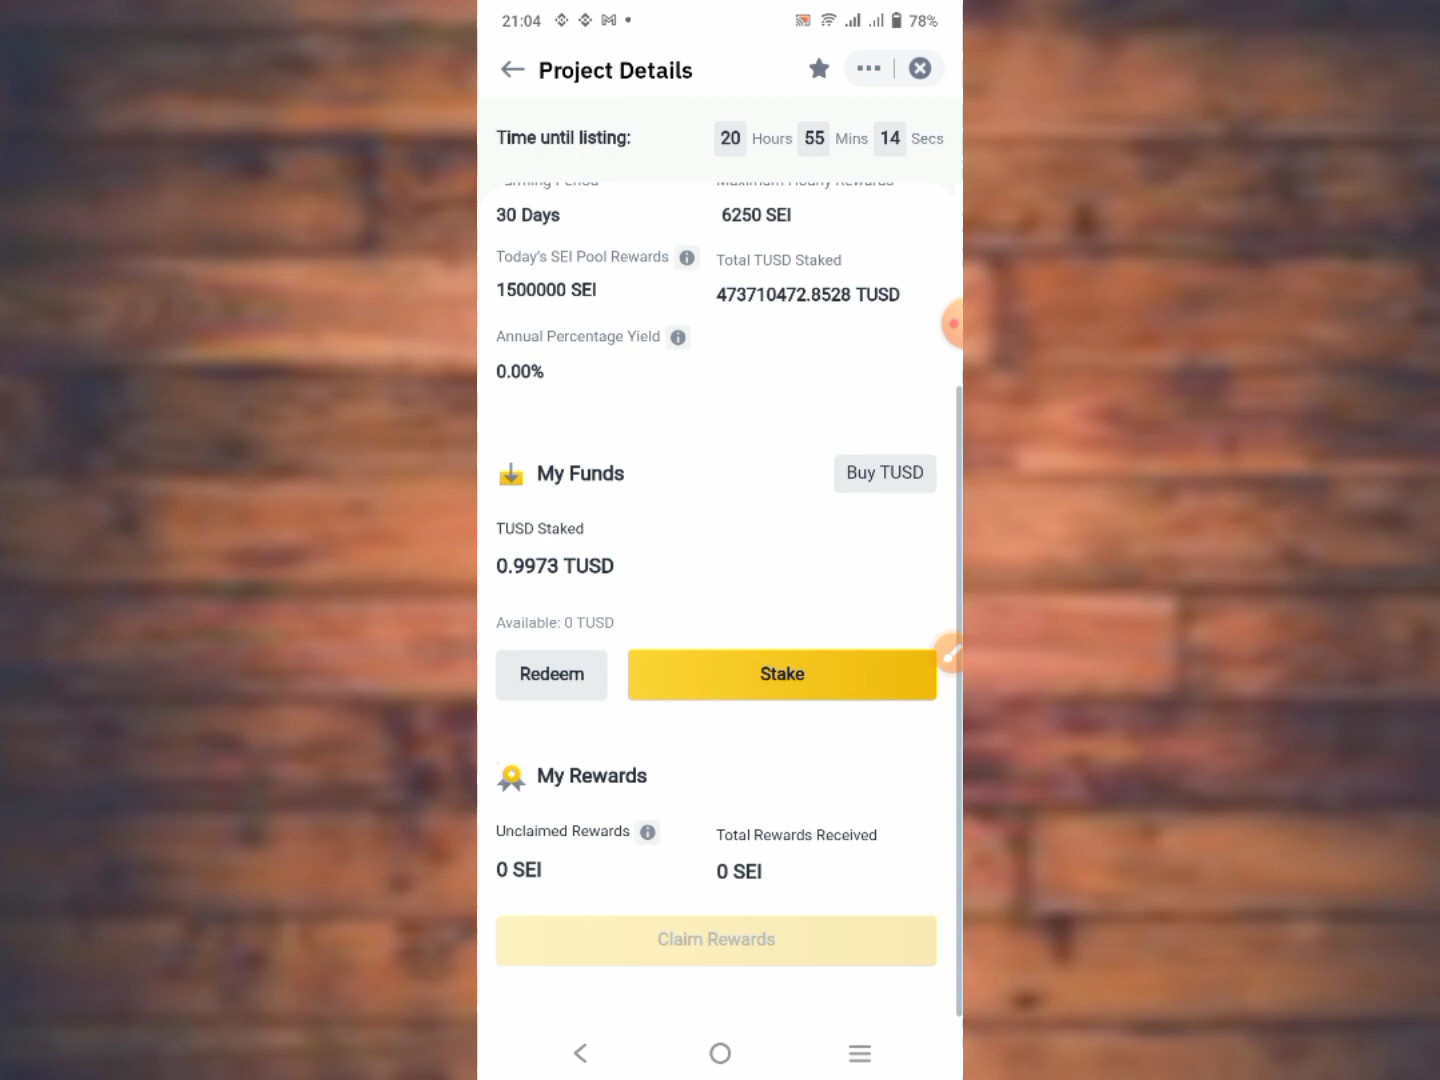 21:04 78%
Project Details
Time until listing: 20 Hours 55 Mins 14 Secs
30 Days 6250 SEI
Today's SEI Pool Rewards Total TUSD Staked
1500000 SEI 473710472.8528 TUSD
Annual Percentage Yield
0.00%
My Funds Buy TUSD
TUSD Staked
0.9973 TUSD
Available: 0 TUSD
Redeem Stake
My Rewards
Unclaimed Rewards Total Rewards Received
0 SEI 0 SEI
Claim Rewards